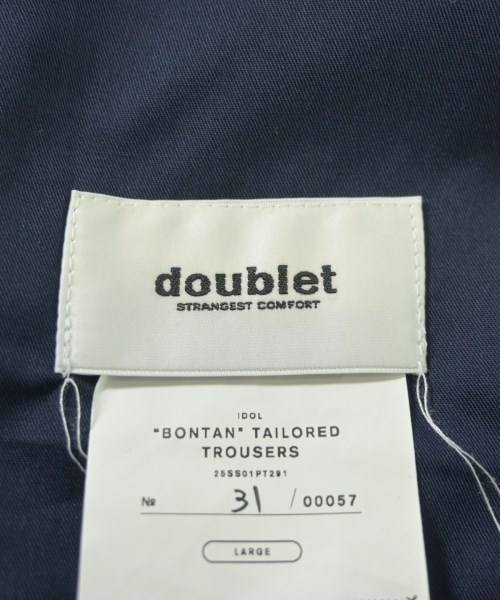 doublet
STRANGEST COMFORT
IDOL
"BONTAN" TAILORED
TROUSERS
25SS01PT291
№ 31 / 00057
LARGE